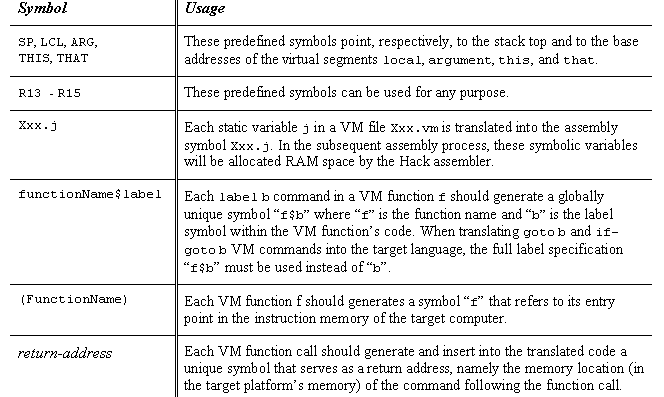 Symbol Usage
SP, LCL, ARG, These predefined symbols point, respectively, to the stack top and to the base
THIS, THAT addresses of the virtual segments local, argument, this, and that.
R13 - R15 These predefined symbols can be used for any purpose.
Xxx.j Each static variable j in a VM file Xxx.vm is translated into the assembly
symbol Xxx.j. In the subsequent assembly process, these symbolic variables
will be allocated RAM space by the Hack assembler.
functionName$label Each label b command in a VM function f should generate a globally
unique symbol “f$b” where “f” is the function name and “b” is the label
symbol within the VM function’s code. When translating goto b and if-
goto b VM commands into the target language, the full label specification
“f$b” must be used instead of “b”.
(FunctionName) Each VM function f should generates a symbol “f” that refers to its entry
point in the instruction memory of the target computer.
return-address Each VM function call should generate and insert into the translated code a
unique symbol that serves as a return address, namely the memory location (in
the target platform’s memory) of the command following the function call.